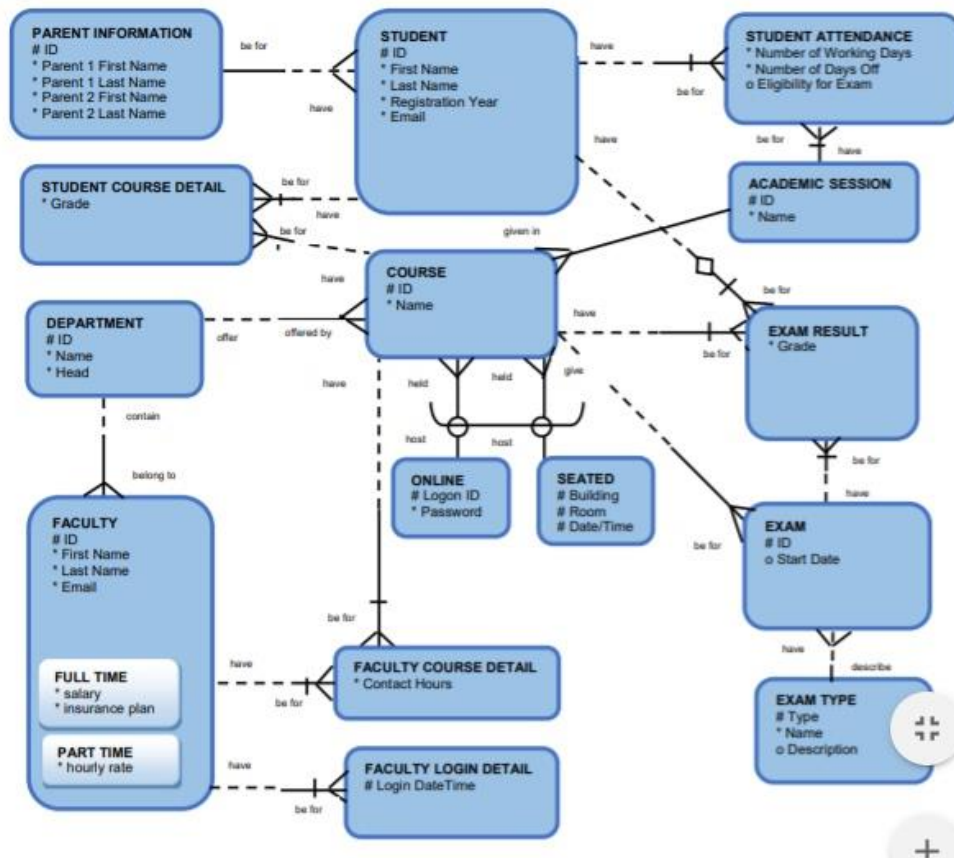 PARENT INFORMATION
# ID
* Parent 1 First Name
* Parent 1 Last Name
* Parent 2 First Name
* Parent 2 Last Name
be for
have
STUDENT
# ID
* First Name
* Last Name
* Registration Year
* Email
have
be for
STUDENT ATTENDANCE
* Number of Working Days
* Number of Days Off
o Eligibility for Exam
be for
have
ACADEMIC SESSION
# ID
* Name
STUDENT COURSE DETAIL
* Grade
be for
have
be for
have
given in
have
be for
COURSE
# ID
* Name
DEPARTMENT
# ID
* Name
* Head
offer
offered by
have
be for
EXAM RESULT
* Grade
have
held
held
give
host
host
contain
belong to
ONLINE
# Logon ID
* Password
SEATED
# Building
# Room
# Date/Time
be for
have
be for
EXAM
# ID
o Start Date
FACULTY
# ID
* First Name
* Last Name
* Email
FULL TIME
* salary
* insurance plan
PART TIME
* hourly rate
be for
have
be for
FACULTY COURSE DETAIL
* Contact Hours
have
describe
EXAM TYPE
# Type
* Name
o Description
have
be for
FACULTY LOGIN DETAIL
# Login DateTime